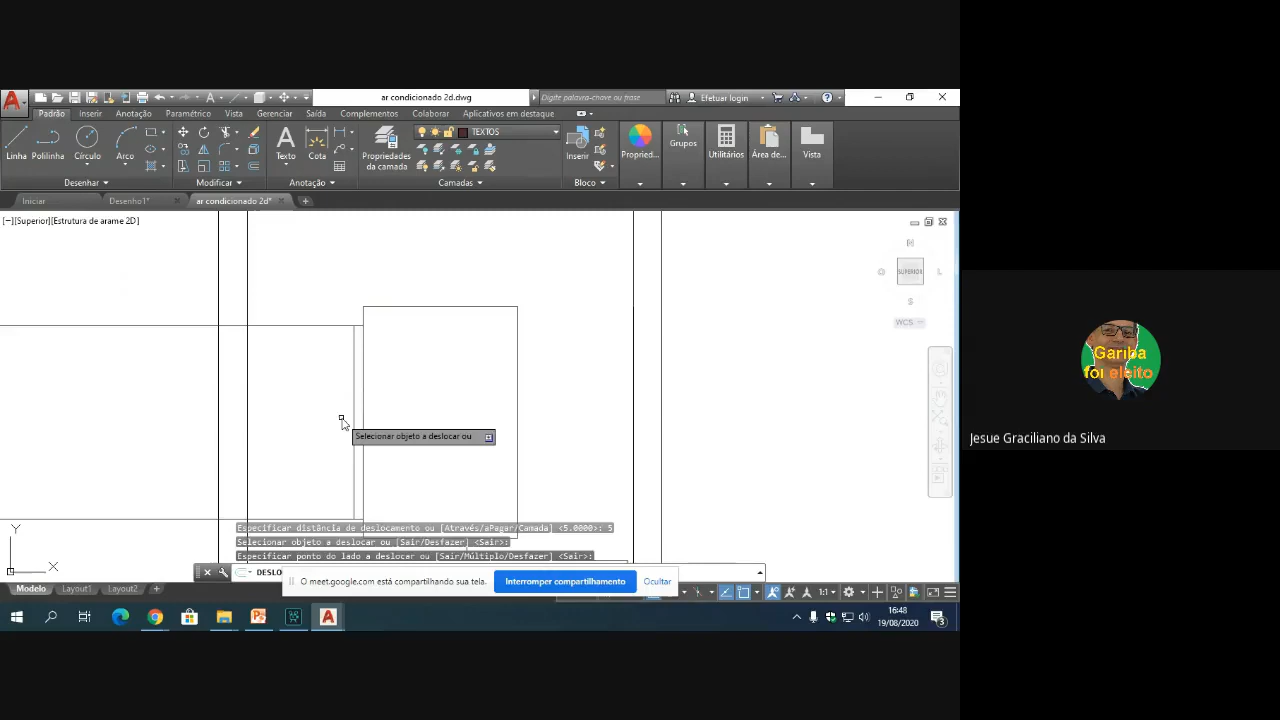 ar condicionado 2d.dwg
Digite palavra-chave ou frase
Efetuar login
Padrão Inserir Anotação Paramétrico Vista Gerenciar Saída Complementos Colaborar Aplicativos em destaque
Linha Polilinha Círculo Arco
Texto Cota
Propriedades da camada
TEXTOS
Inserir
Propried... Grupos Utilitários Área de... Vista
Desenhar Modificar Anotação Camadas Bloco
Iniciar Desenho1* ar condicionado 2d*
[−][Superior][Estrutura de arame 2D]
N
O SUPERIOR L
S
WCS
Gariba
foi eleito
Selecionar objeto a deslocar ou
Jesue Graciliano da Silva
Y
X
Especificar distância de deslocamento ou [Através/aPagar/Camada] <5.0000>: 5
Selecionar objeto a deslocar ou [Sair/Desfazer] <Sair>:
Especificar ponto do lado a deslocar ou [Sair/Múltiplo/Desfazer] <Sair>:
O meet.google.com está compartilhando sua tela.
Interromper compartilhamento
Ocultar
Modelo Layout1 Layout2
1:1
16:48
19/08/2020
3